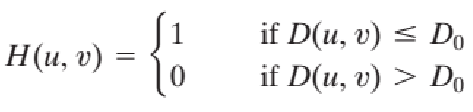 H(u, v) = { 1 if D(u, v) ≤ D₀
0 if D(u, v) > D₀